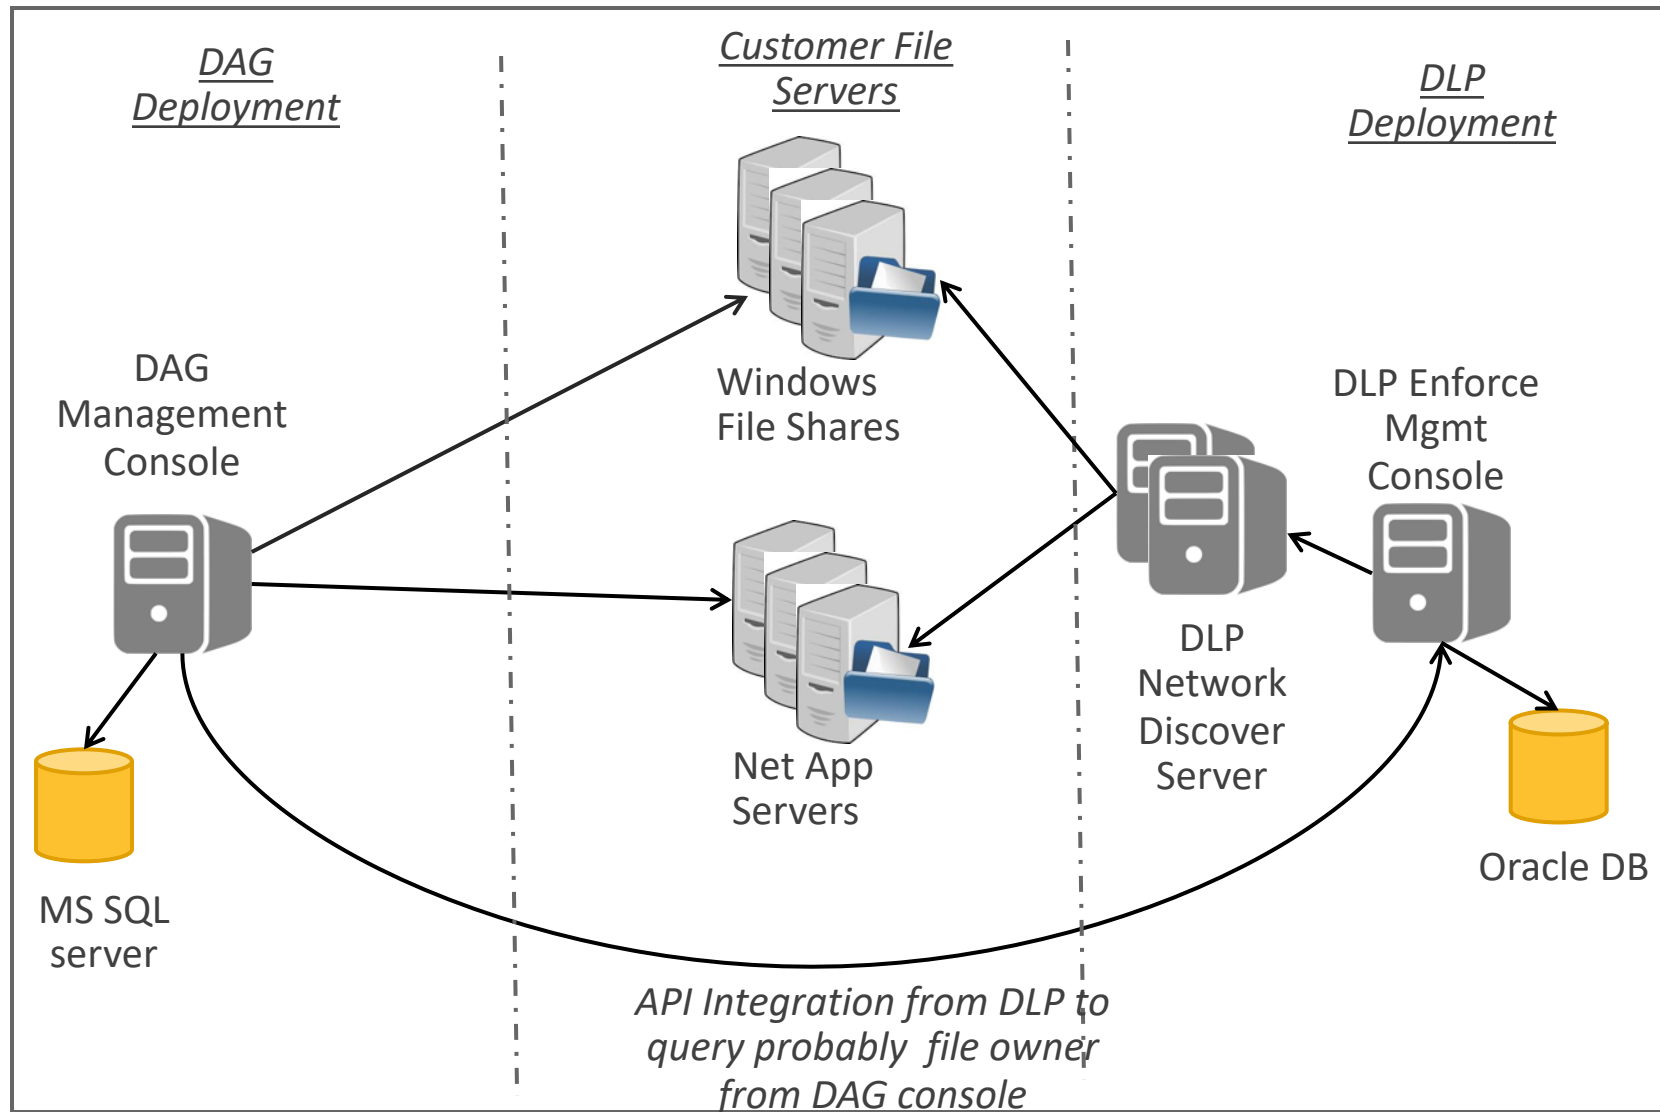 DAG
Deployment
Customer File
Servers
DLP
Deployment
DAG
Management
Console
Windows
File Shares
DLP Enforce
Mgmt
Console
Net App
Servers
DLP
Network
Discover
Server
MS SQL
server
Oracle DB
API Integration from DLP to
query probably file owner
from DAG console